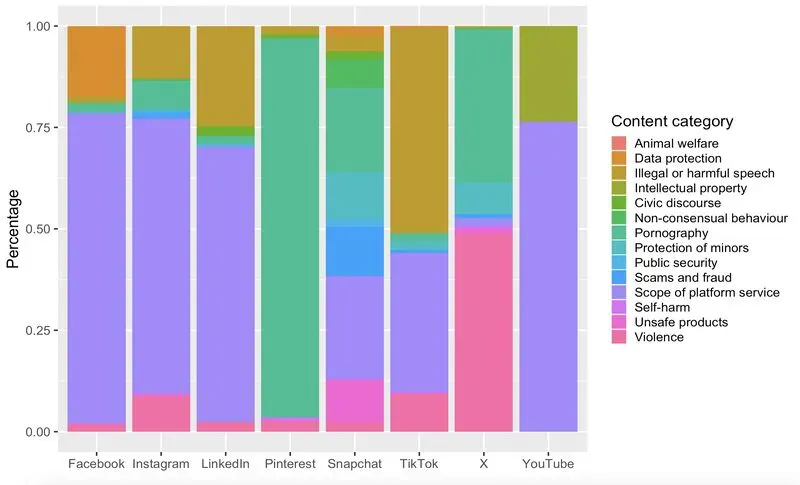 1.00
0.75
0.50
0.25
0.00
Percentage
Facebook Instagram LinkedIn Pinterest Snapchat TikTok X YouTube
Content category
Animal welfare
Data protection
Illegal or harmful speech
Intellectual property
Civic discourse
Non-consensual behaviour
Pornography
Protection of minors
Public security
Scams and fraud
Scope of platform service
Self-harm
Unsafe products
Violence